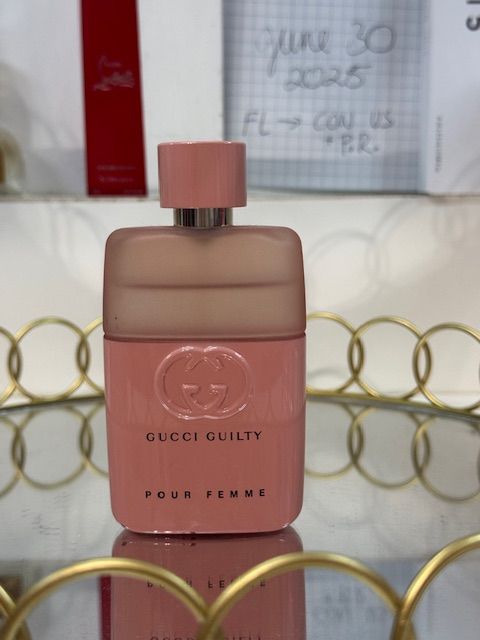 June 30
2025
FL → CON US
*P.R.
GUCCI GUILTY
POUR FEMME